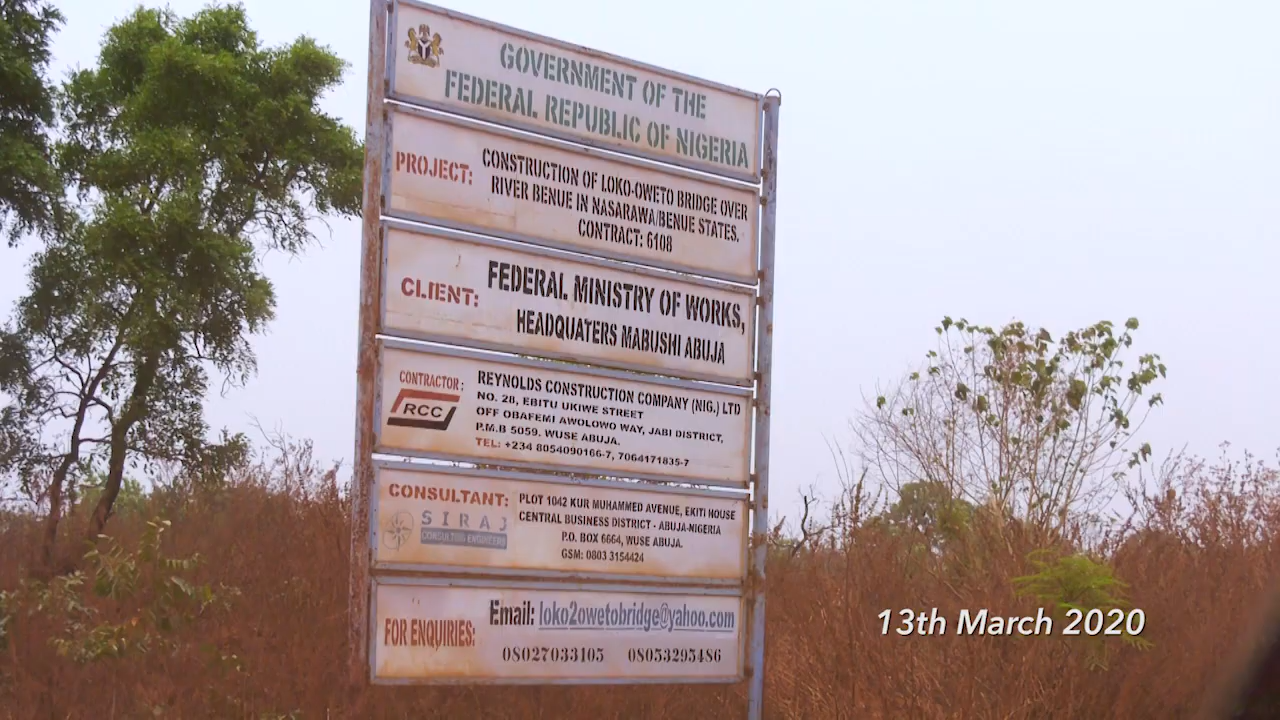 GOVERNMENT OF THE
FEDERAL REPUBLIC OF NIGERIA
PROJECT: CONSTRUCTION OF LOKO-OWETO BRIDGE OVER
RIVER BENUE IN NASARAWA/BENUE STATES.
CONTRACT: 6108
CLIENT: FEDERAL MINISTRY OF WORKS,
HEADQUATERS MABUSHI ABUJA
CONTRACTOR:
RCC
REYNOLDS CONSTRUCTION COMPANY (NIG.) LTD
NO. 28, EBITU UKIWE STREET
OFF OBAFEMI AWOLOWO WAY, JABI DISTRICT,
P.M.B 5059. WUSE ABUJA.
TEL: +234 8054090166-7, 7064171835-7
CONSULTANT:
SIRAJ
CONSULTING ENGINEERS
PLOT 1042 KUR MUHAMMED AVENUE, EKITI HOUSE
CENTRAL BUSINESS DISTRICT - ABUJA-NIGERIA
P.O. BOX 6664, WUSE ABUJA.
GSM: 0803 3154424
FOR ENQUIRIES:
Email: loko2owetobridge@yahoo.com
08027033105 08053295486
13th March 2020